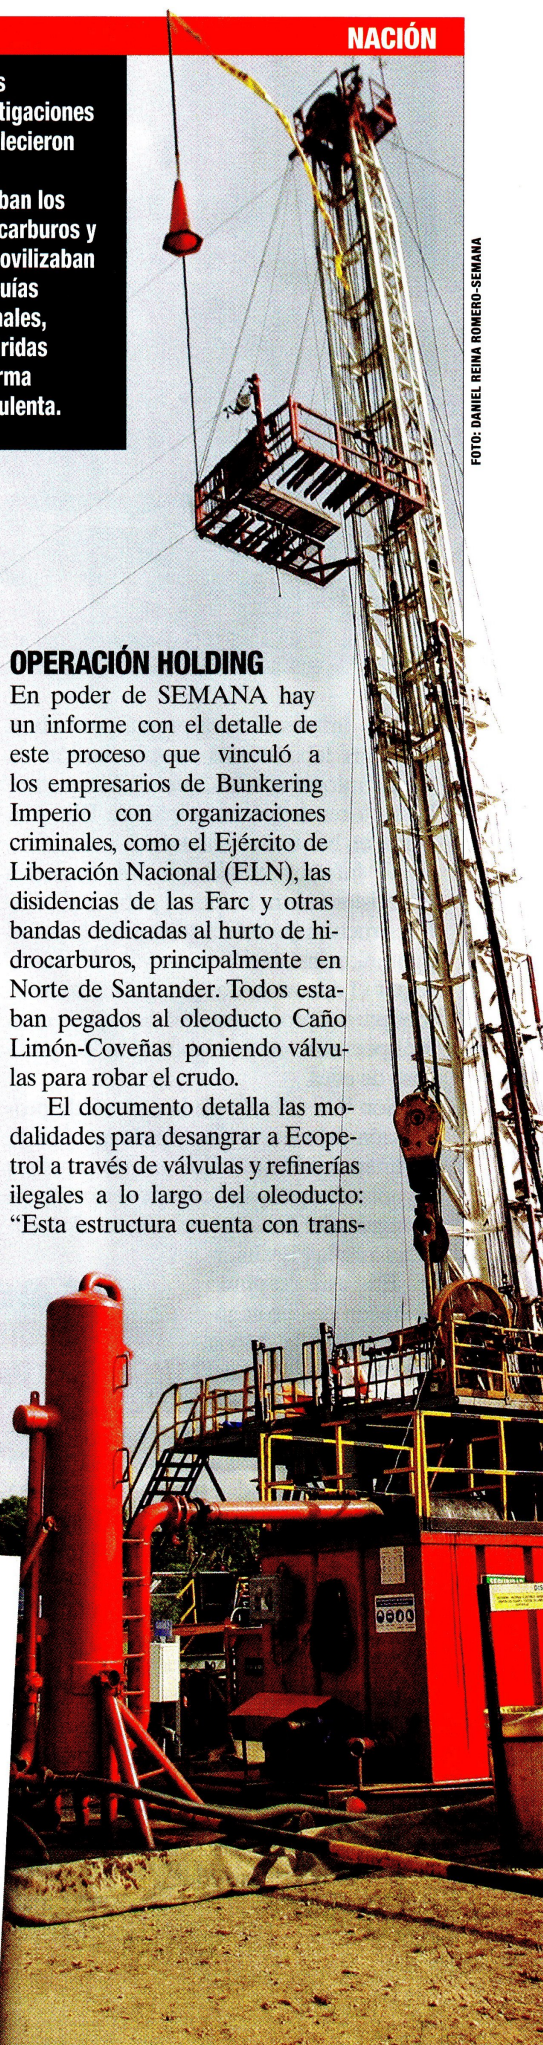 NACIÓN
s
tigaciones
lecieron
ban los
carburos y
ovilizaban
uías
nales,
ridas
rma
ulenta.
FOTO: DANIEL REINA ROMERO-SEMANA
OPERACIÓN HOLDING
En poder de SEMANA hay
un informe con el detalle de
este proceso que vinculó a
los empresarios de Bunkering
Imperio con organizaciones
criminales, como el Ejército de
Liberación Nacional (ELN), las
disidencias de las Farc y otras
bandas dedicadas al hurto de hi-
drocarburos, principalmente en
Norte de Santander. Todos esta-
ban pegados al oleoducto Caño
Limón-Coveñas poniendo válvu-
las para robar el crudo.
El documento detalla las mo-
dalidades para desangrar a Ecope-
trol a través de válvulas y refinerías
ilegales a lo largo del oleoducto:
“Esta estructura cuenta con trans-